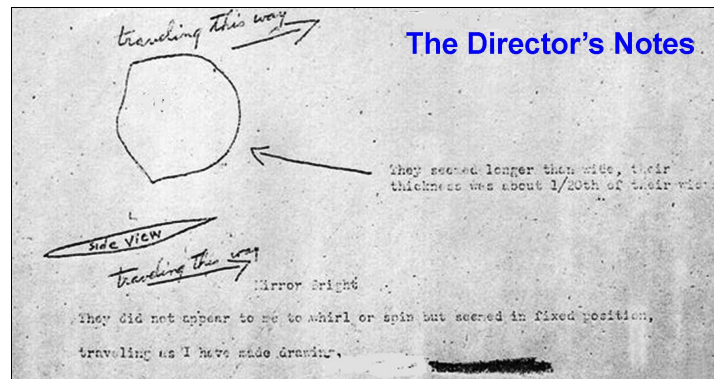 traveling this way
The Director's Notes
They seemed longer than wide, their
thickness was about 1/20th of their wid
SIDE VIEW
traveling this way
Mirror Bright
They did not appear to me to whirl or spin but seemed in fixed position,
traveling as I have made drawing.